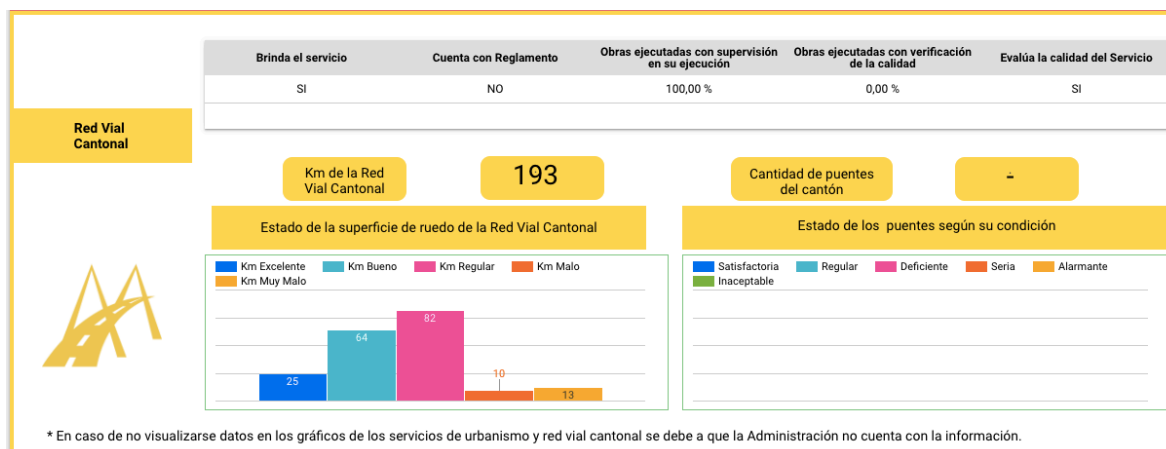 Brinda el servicio
Cuenta con Reglamento
Obras ejecutadas con supervisión
en su ejecución
Obras ejecutadas con verificación
de la calidad
Evalúa la calidad del Servicio
SI
NO
100,00 %
0,00 %
SI
Red Vial
Cantonal
Km de la Red
Vial Cantonal
193
Cantidad de puentes
del cantón
-
Estado de la superficie de ruedo de la Red Vial Cantonal
Estado de los puentes según su condición
Km Excelente
Km Bueno
Km Regular
Km Malo
Km Muy Malo
25
64
82
10
13
Satisfactoria
Regular
Deficiente
Seria
Alarmante
Inaceptable
* En caso de no visualizarse datos en los gráficos de los servicios de urbanismo y red vial cantonal se debe a que la Administración no cuenta con la información.